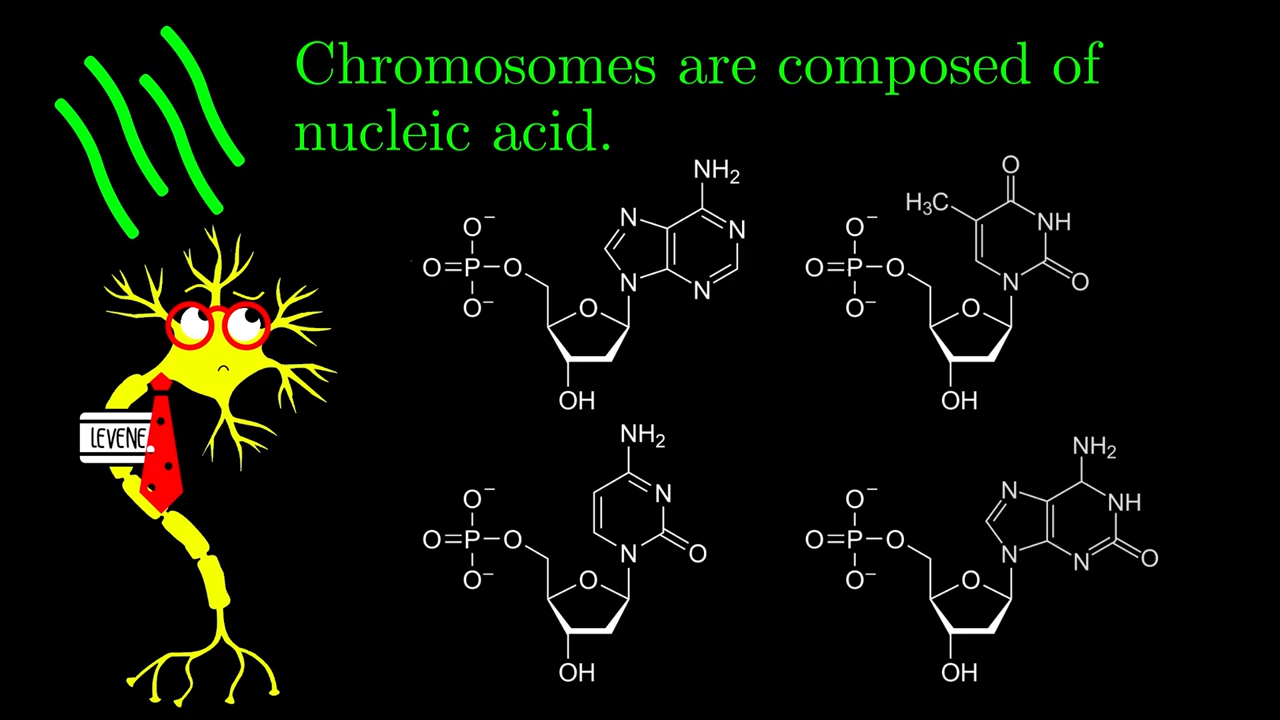 Chromosomes are composed of
nucleic acid.
NH₂
N
N
N
N
O⁻
O=P–O
O⁻
O
OH
O
H₃C
NH
N
O
O⁻
O=P–O
O⁻
O
OH
LEVENE
NH₂
N
N
O
O⁻
O=P–O
O⁻
O
OH
NH₂
N
NH
N
N
O
O⁻
O=P–O
O⁻
O
OH